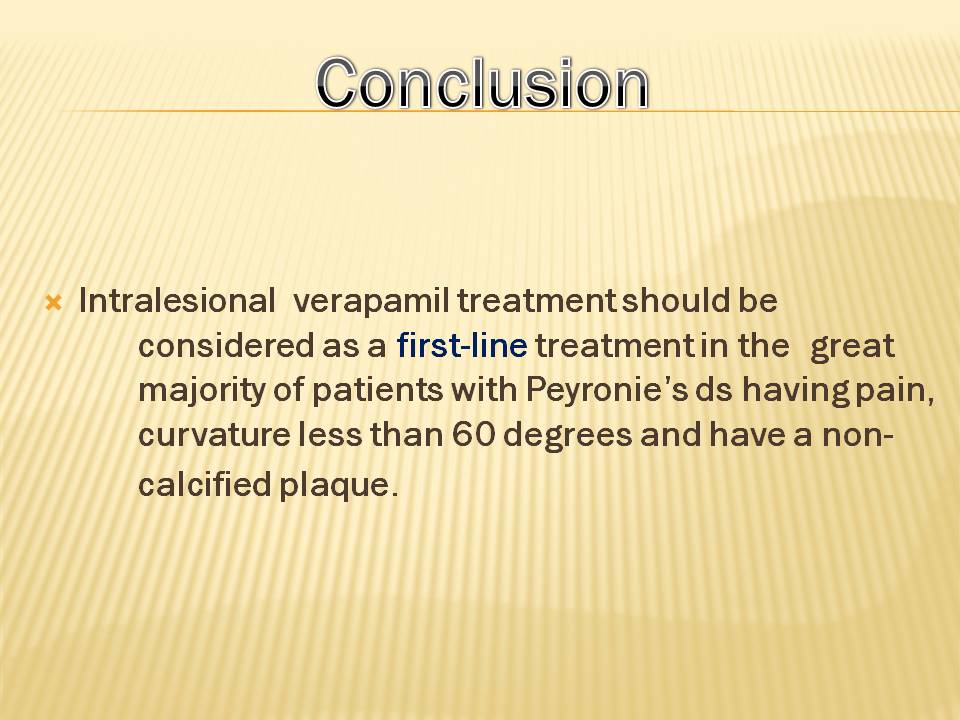 Conclusion
Intralesional verapamil treatment should be
considered as a first-line treatment in the great
majority of patients with Peyronie's ds having pain,
curvature less than 60 degrees and have a non-
calcified plaque.